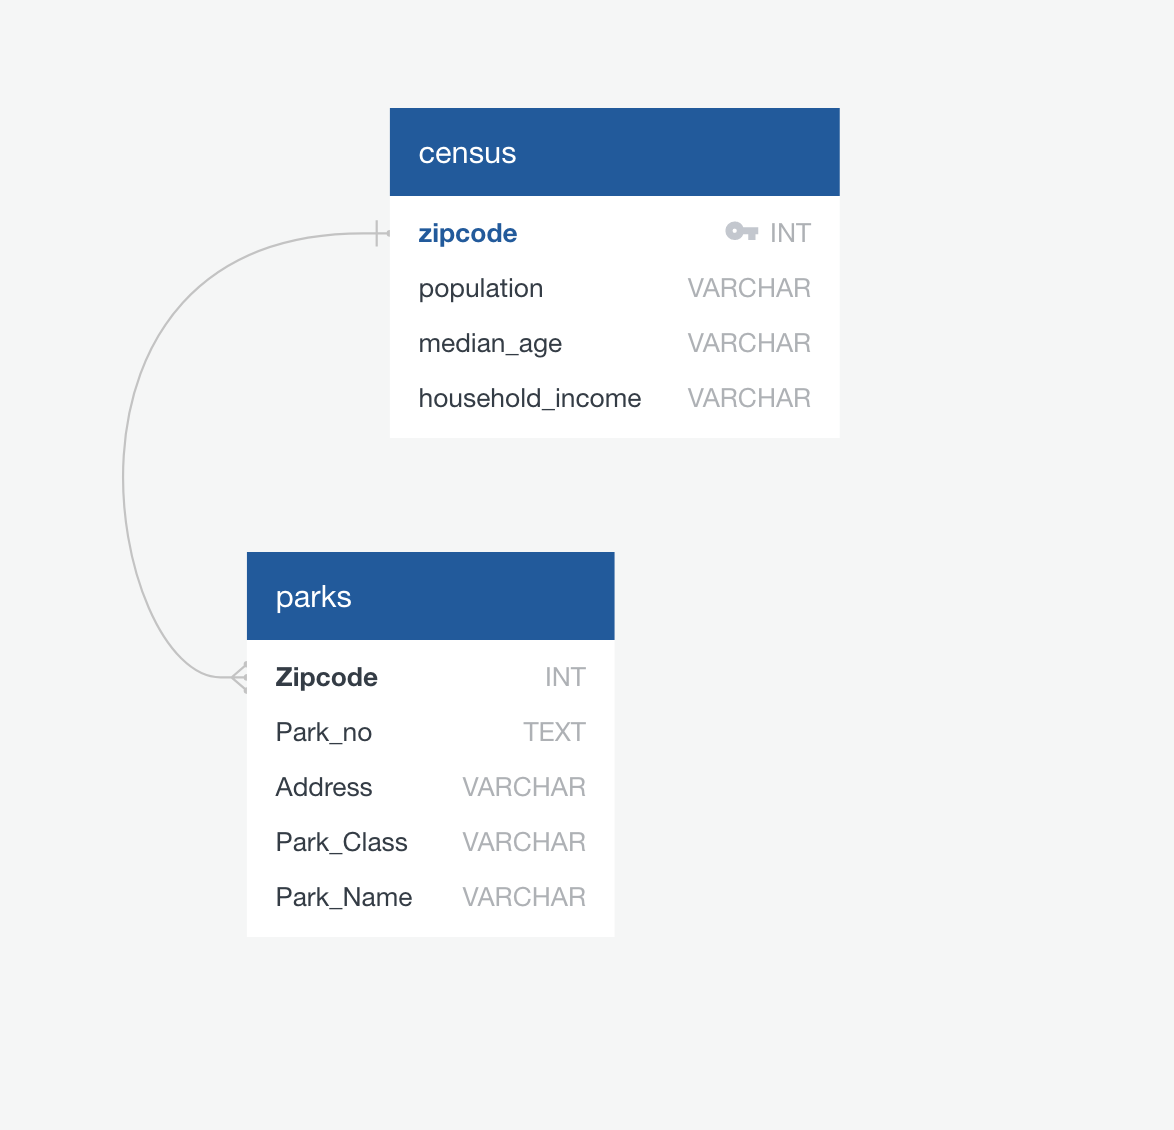 census
zipcode INT
population VARCHAR
median_age VARCHAR
household_income VARCHAR
parks
Zipcode INT
Park_no TEXT
Address VARCHAR
Park_Class VARCHAR
Park_Name VARCHAR